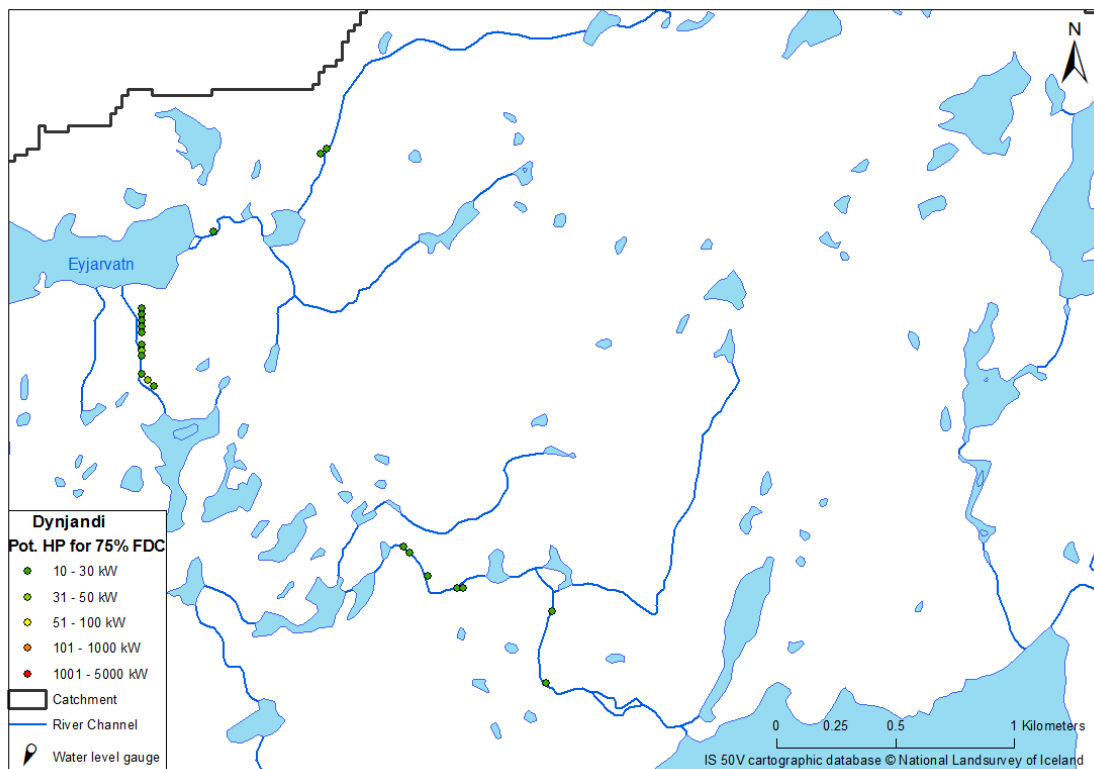 N
Eyjarvatn
Dynjandi
Pot. HP for 75% FDC
10 - 30 kW
31 - 50 kW
51 - 100 kW
101 - 1000 kW
1001 - 5000 kW
Catchment
River Channel
Water level gauge
0 0.25 0.5 1 Kilometers
IS 50V cartographic database © National Landsurvey of Iceland